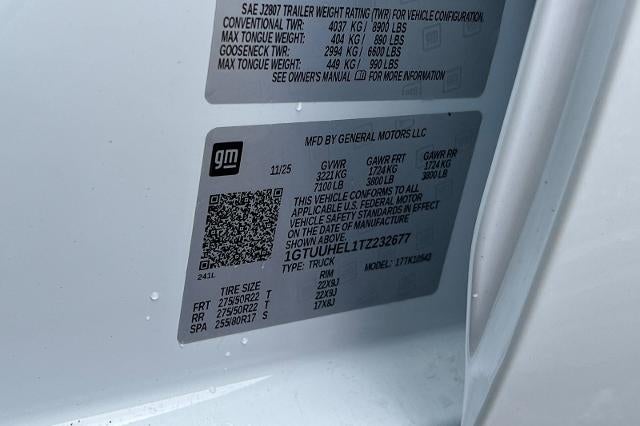 SAE J2807 TRAILER WEIGHT RATING (TWR) FOR VEHICLE CONFIGURATION.
CONVENTIONAL TWR: 4037 KG/ 8900 LBS
MAX TONGUE WEIGHT: 404 KG/ 890 LBS
GOOSENECK TWR: 2994 KG/ 6600 LBS
MAX TONGUE WEIGHT: 449 KG/ 990 LBS
SEE OWNER'S MANUAL FOR MORE INFORMATION
gm
MFD BY GENERAL MOTORS LLC
11/25 GVWR GAWR FRT GAWR RR
3221 KG 1724 KG 1724 KG
7100 LB 3800 LB 3800 LB
THIS VEHICLE CONFORMS TO ALL
APPLICABLE U.S. FEDERAL MOTOR
VEHICLE SAFETY STANDARDS IN EFFECT
ON THE DATE OF MANUFACTURE
SHOWN ABOVE.
1GTUUHEL1TZ232677
TYPE: TRUCK MODEL: 17TK10543
241L
TIRE SIZE RIM
FRT 275/50R22 T 22X9J
RR 275/50R22 T 22X9J
SPA 255/80R17 S 17X8J